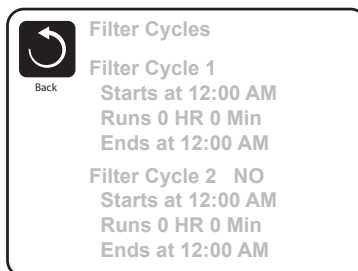 Filter Cycles
Back
Filter Cycle 1
Starts at 12:00 AM
Runs 0 HR 0 Min
Ends at 12:00 AM
Filter Cycle 2 NO
Starts at 12:00 AM
Runs 0 HR 0 Min
Ends at 12:00 AM